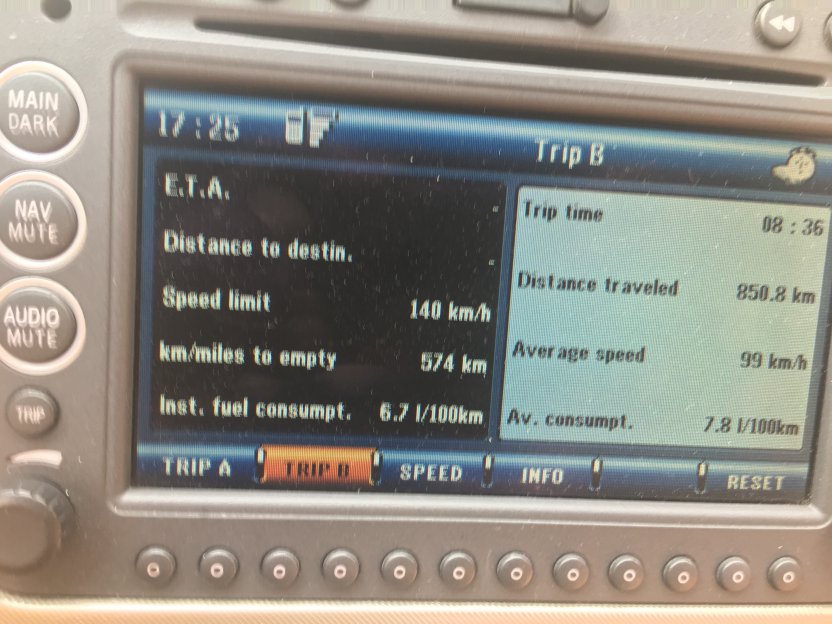 MAIN
DARK
NAV
MUTE
AUDIO
MUTE
TRIP
17:25
Trip B
E.T.A.
Distance to destin.
Speed limit 140 km/h
km/miles to empty 574 km
Inst. fuel consumpt. 6.7 l/100km
Trip time 08:36
Distance traveled 850.8 km
Average speed 99 km/h
Av. consumpt. 7.8 l/100km
TRIP A TRIP B SPEED INFO RESET